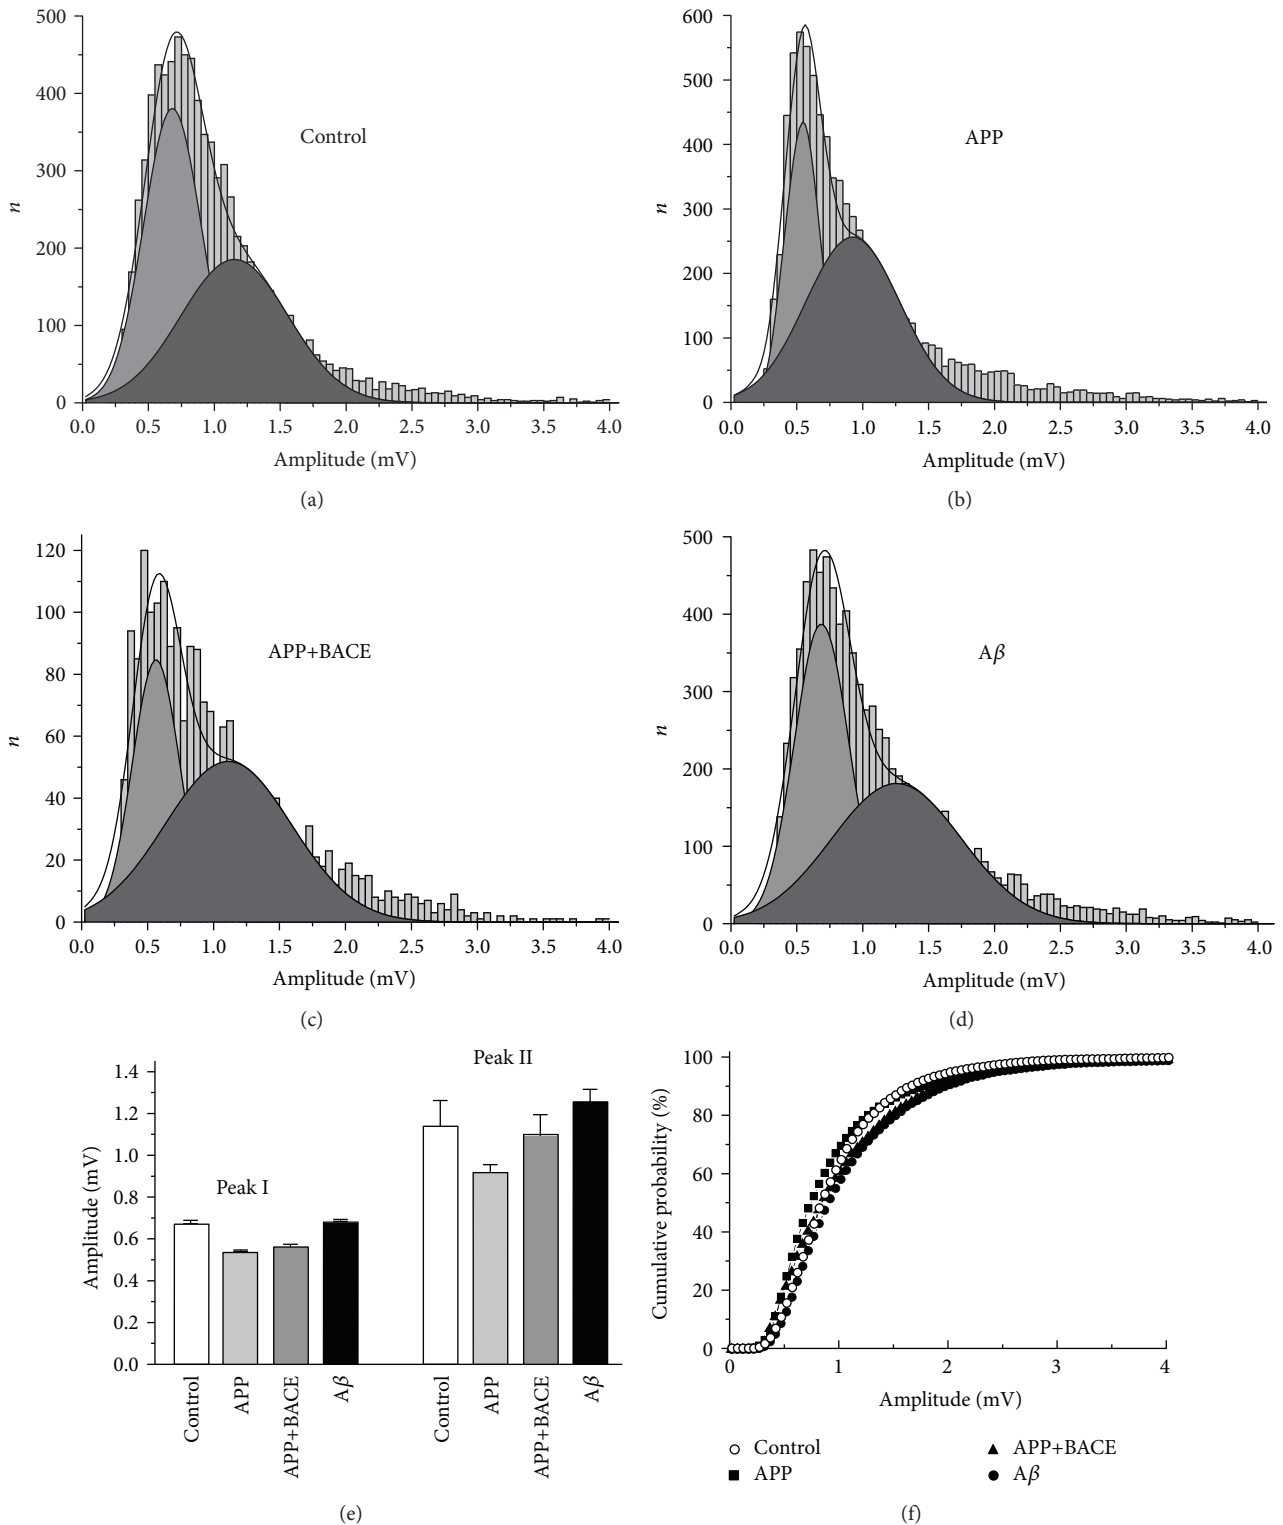 500
400
300
200
100
0
n
Control
0.0 0.5 1.0 1.5 2.0 2.5 3.0 3.5 4.0
Amplitude (mV)
(a)
600
500
400
300
200
100
0
n
APP
0.0 0.5 1.0 1.5 2.0 2.5 3.0 3.5 4.0
Amplitude (mV)
(b)
120
100
80
60
40
20
0
n
APP+BACE
0.0 0.5 1.0 1.5 2.0 2.5 3.0 3.5 4.0
Amplitude (mV)
(c)
500
400
300
200
100
0
n
Aβ
0.0 0.5 1.0 1.5 2.0 2.5 3.0 3.5 4.0
Amplitude (mV)
(d)
Peak II
1.4
1.2
1.0
0.8
0.6
0.4
0.2
0.0
Amplitude (mV)
Peak I
Control APP APP+BACE Aβ Control APP APP+BACE Aβ
(e)
100
80
60
40
20
0
Cumulative probability (%)
0 1 2 3 4
Amplitude (mV)
Control
APP
APP+BACE
Aβ
(f)